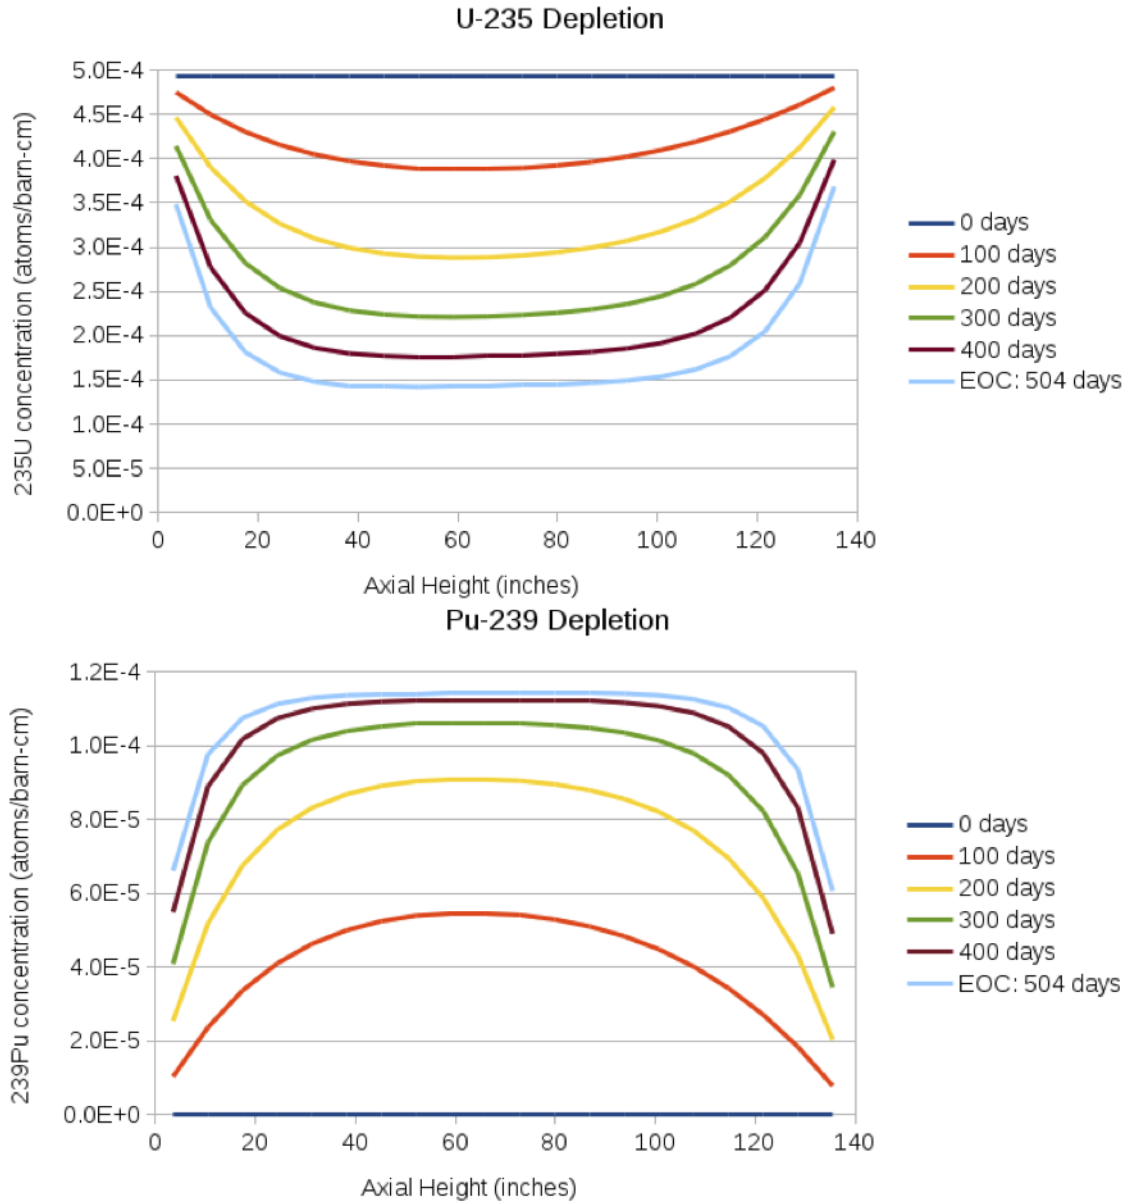 U-235 Depletion
235U concentration (atoms/barn-cm)
5.0E-4
4.5E-4
4.0E-4
3.5E-4
3.0E-4
2.5E-4
2.0E-4
1.5E-4
1.0E-4
5.0E-5
0.0E+0
0 20 40 60 80 100 120 140
Axial Height (inches)
0 days
100 days
200 days
300 days
400 days
EOC: 504 days
Pu-239 Depletion
239Pu concentration (atoms/barn-cm)
1.2E-4
1.0E-4
8.0E-5
6.0E-5
4.0E-5
2.0E-5
0.0E+0
0 20 40 60 80 100 120 140
Axial Height (inches)
0 days
100 days
200 days
300 days
400 days
EOC: 504 days